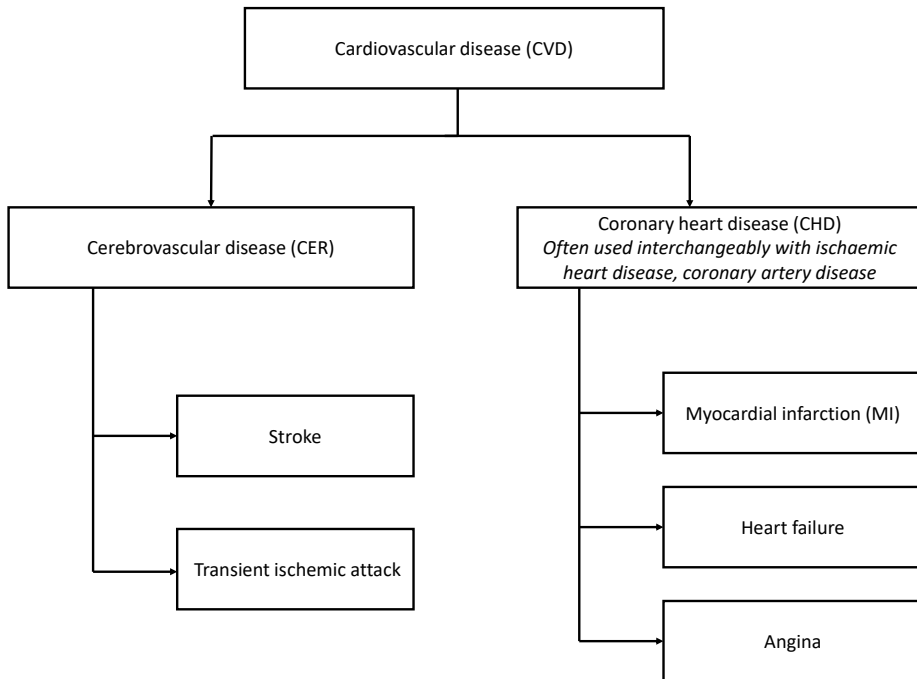 Cardiovascular disease (CVD)
Cerebrovascular disease (CER)
Coronary heart disease (CHD)
Often used interchangeably with ischaemic
heart disease, coronary artery disease
Stroke
Transient ischemic attack
Myocardial infarction (MI)
Heart failure
Angina